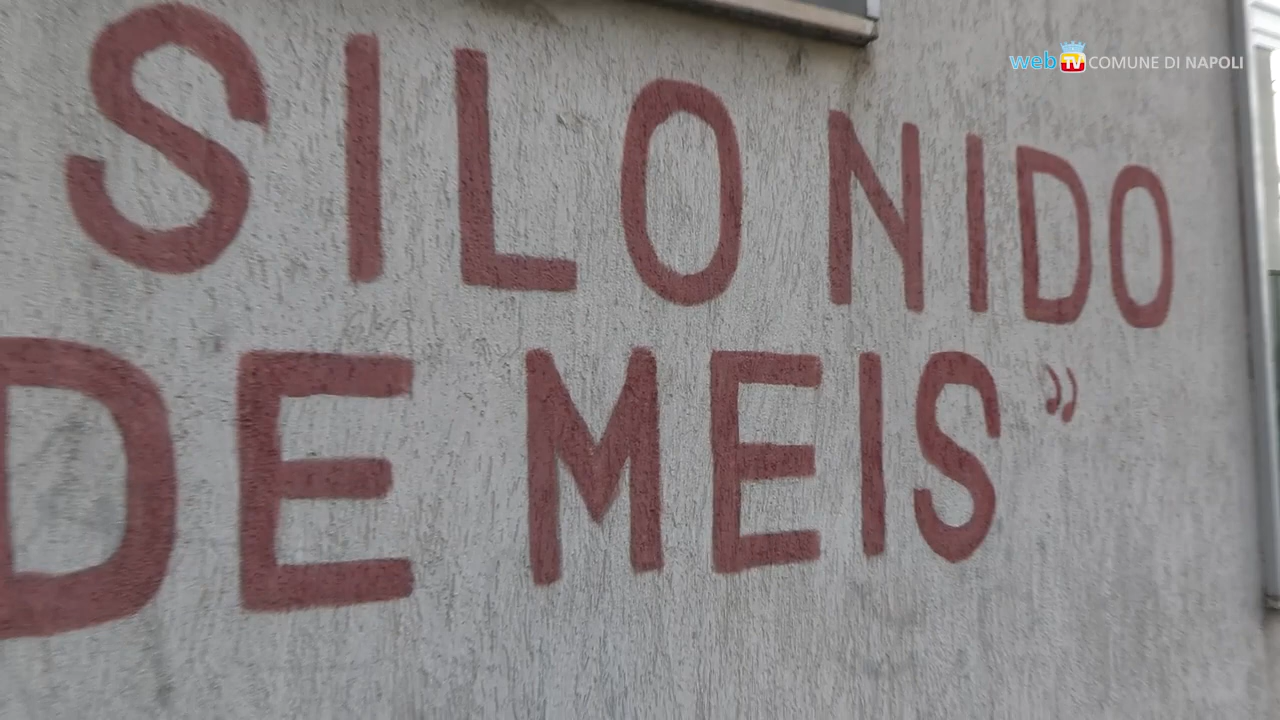 web TV COMUNE DI NAPOLI
SILO NIDO
DE MEIS”